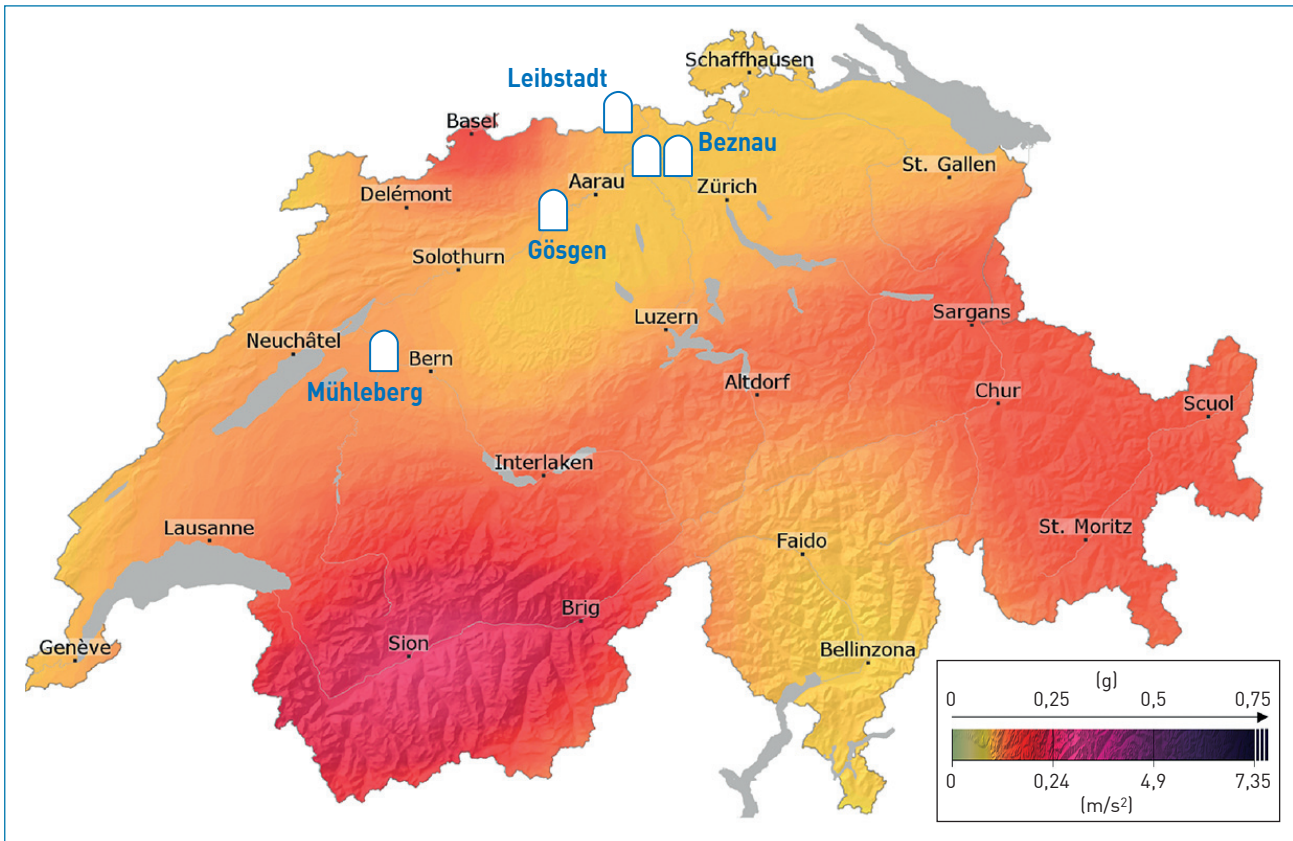 Schaffhausen
Leibstadt
Basel
Beznau
St. Gallen
Aarau
Zürich
Delémont
Gösgen
Solothurn
Sargans
Luzern
Neuchâtel
Bern
Mühleberg
Altdorf
Chur
Scuol
Interlaken
Lausanne
St. Moritz
Faido
Brig
Sion
Genève
Bellinzona
(g)
0 0,25 0,5 0,75
0 0,24 4,9 7,35
(m/s²)